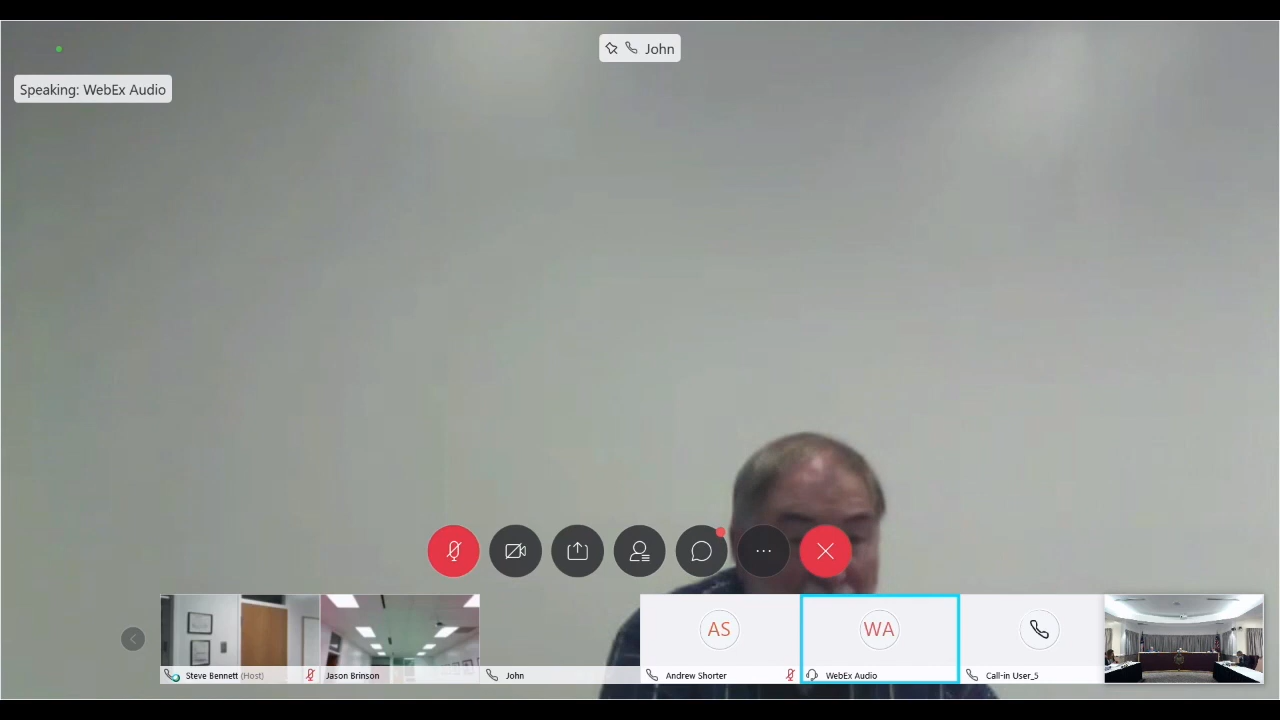 John
Speaking: WebEx Audio
AS
WA
Steve Bennett (Host)
Jason Brinson
John
Andrew Shorter
WebEx Audio
Call-in User_5